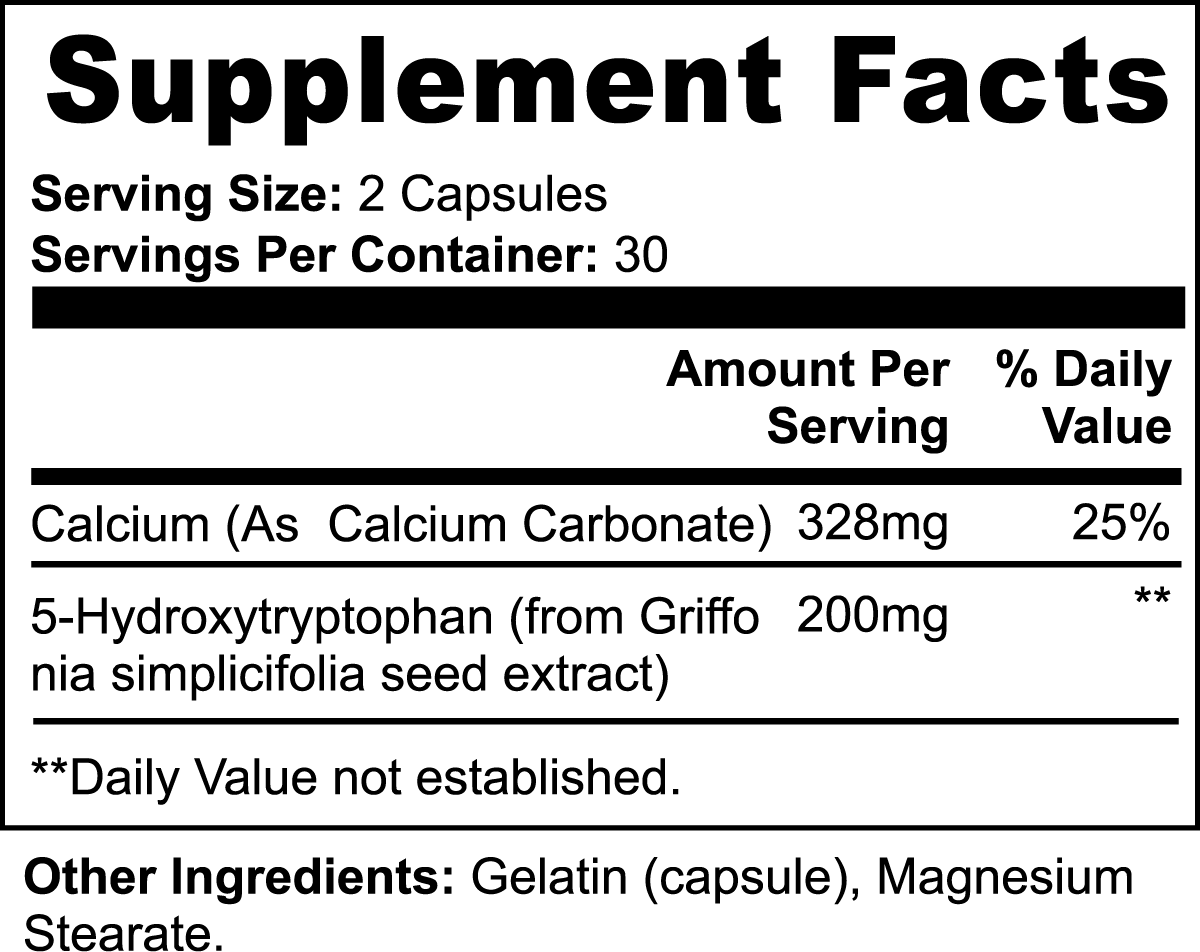 Supplement Facts
Serving Size: 2 Capsules
Servings Per Container: 30
Amount Per Serving % Daily Value
Calcium (As  Calcium Carbonate) 328mg 25%
5-Hydroxytryptophan (from Griffo 200mg **
nia simplicifolia seed extract)
**Daily Value not established.
Other Ingredients: Gelatin (capsule), Magnesium
Stearate.